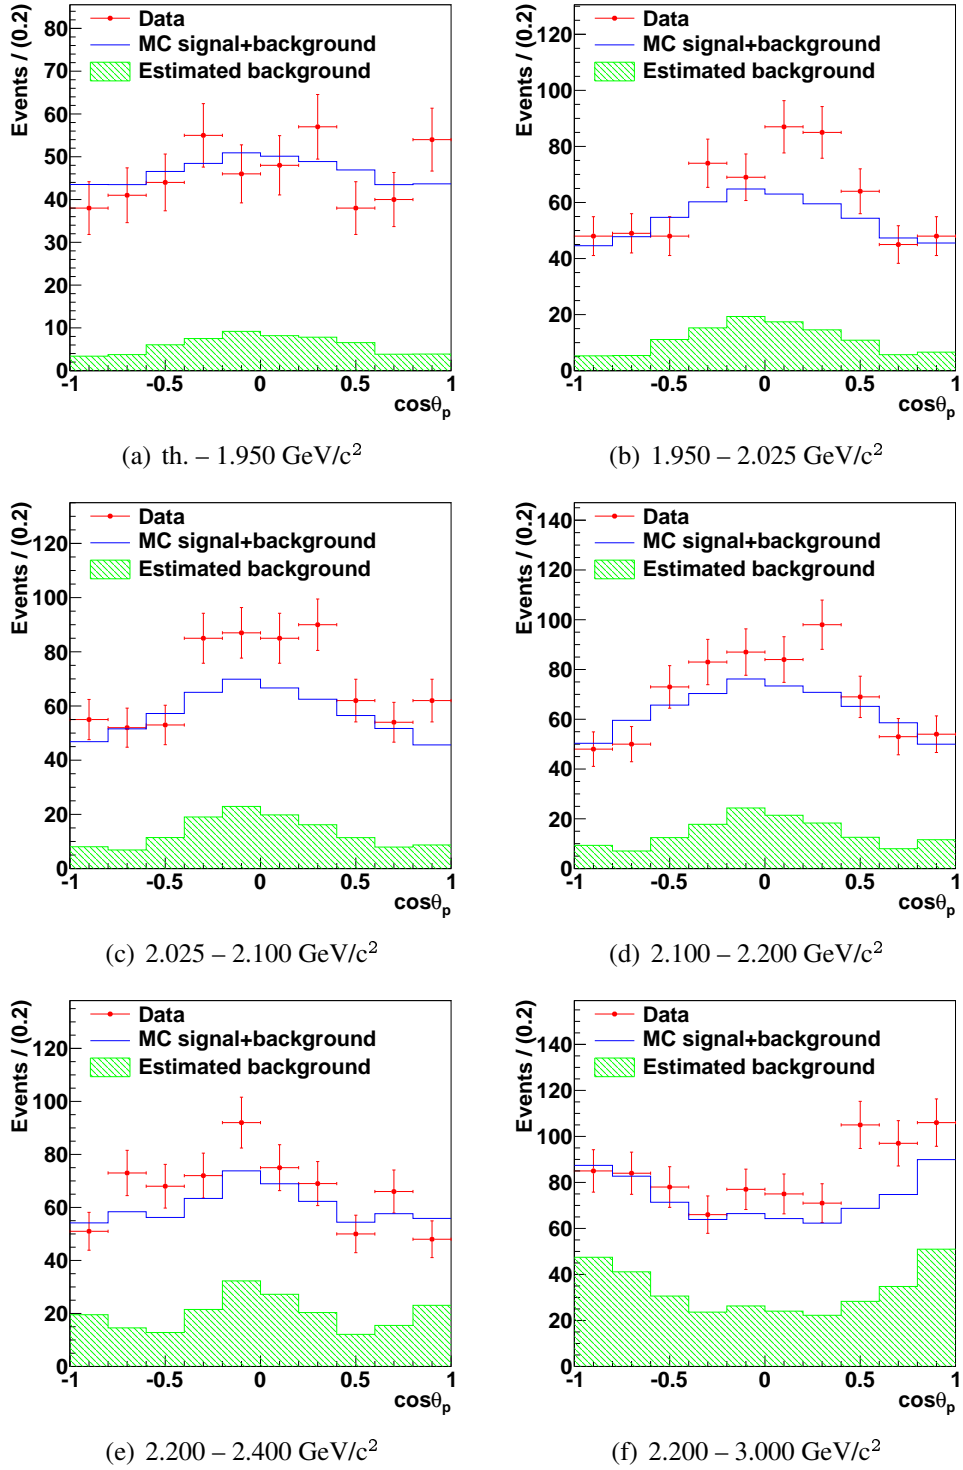 Events / (0.2)
80
70
60
50
40
30
20
10
0
Data
MC signal+background
Estimated background
-1 -0.5 0 0.5 1
cosθp
(a) th. – 1.950 GeV/c²
Events / (0.2)
120
100
80
60
40
20
0
Data
MC signal+background
Estimated background
-1 -0.5 0 0.5 1
cosθp
(b) 1.950 – 2.025 GeV/c²
Events / (0.2)
120
100
80
60
40
20
0
Data
MC signal+background
Estimated background
-1 -0.5 0 0.5 1
cosθp
(c) 2.025 – 2.100 GeV/c²
Events / (0.2)
140
120
100
80
60
40
20
0
Data
MC signal+background
Estimated background
-1 -0.5 0 0.5 1
cosθp
(d) 2.100 – 2.200 GeV/c²
Events / (0.2)
120
100
80
60
40
20
0
Data
MC signal+background
Estimated background
-1 -0.5 0 0.5 1
cosθp
(e) 2.200 – 2.400 GeV/c²
Events / (0.2)
140
120
100
80
60
40
20
0
Data
MC signal+background
Estimated background
-1 -0.5 0 0.5 1
cosθp
(f) 2.200 – 3.000 GeV/c²